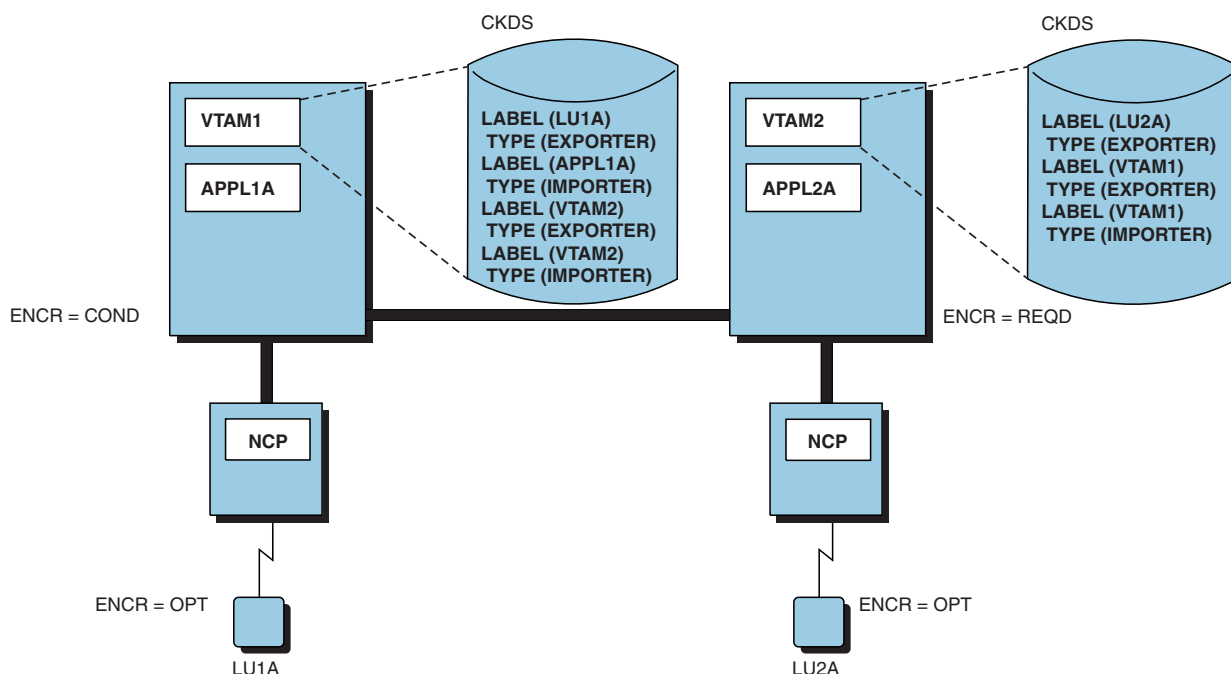 CKDS
CKDS
VTAM1
APPL1A
LABEL (LU1A)
TYPE (EXPORTER)
LABEL (APPL1A)
TYPE (IMPORTER)
LABEL (VTAM2)
TYPE (EXPORTER)
LABEL (VTAM2)
TYPE (IMPORTER)
VTAM2
APPL2A
LABEL (LU2A)
TYPE (EXPORTER)
LABEL (VTAM1)
TYPE (EXPORTER)
LABEL (VTAM1)
TYPE (IMPORTER)
ENCR = COND
ENCR = REQD
NCP
NCP
ENCR = OPT
ENCR = OPT
LU1A
LU2A